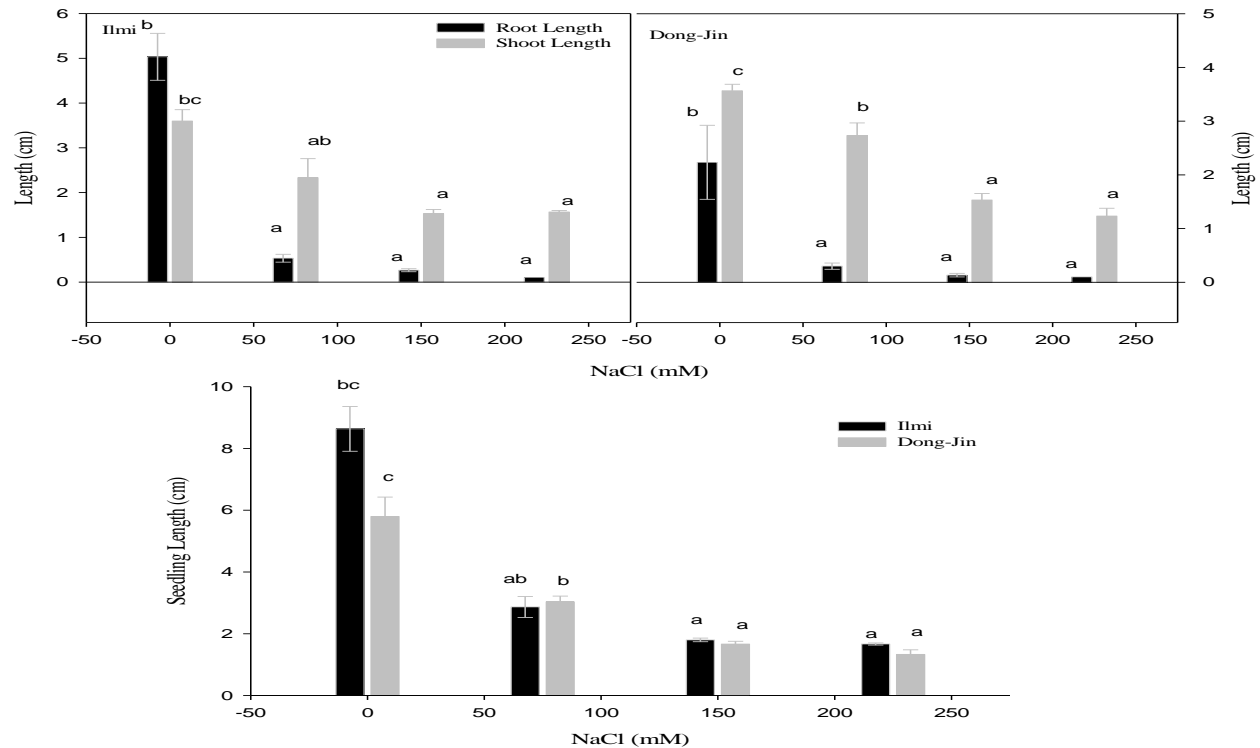 6
5
4
3
2
1
0
Length (cm)
Ilmi
b
bc
ab
a
a
a
a
a
a
Root Length
Shoot Length
Dong-Jin
b
c
b
a
a
a
a
a
5
4
3
2
1
0
Length (cm)
-50
0
50
100
150
200
250
-50
0
50
100
150
200
250
NaCl (mM)
10
8
6
4
2
0
Seedling Length (cm)
bc
c
ab
b
a
a
a
a
Ilmi
Dong-Jin
-50
0
50
100
150
200
250
NaCl (mM)